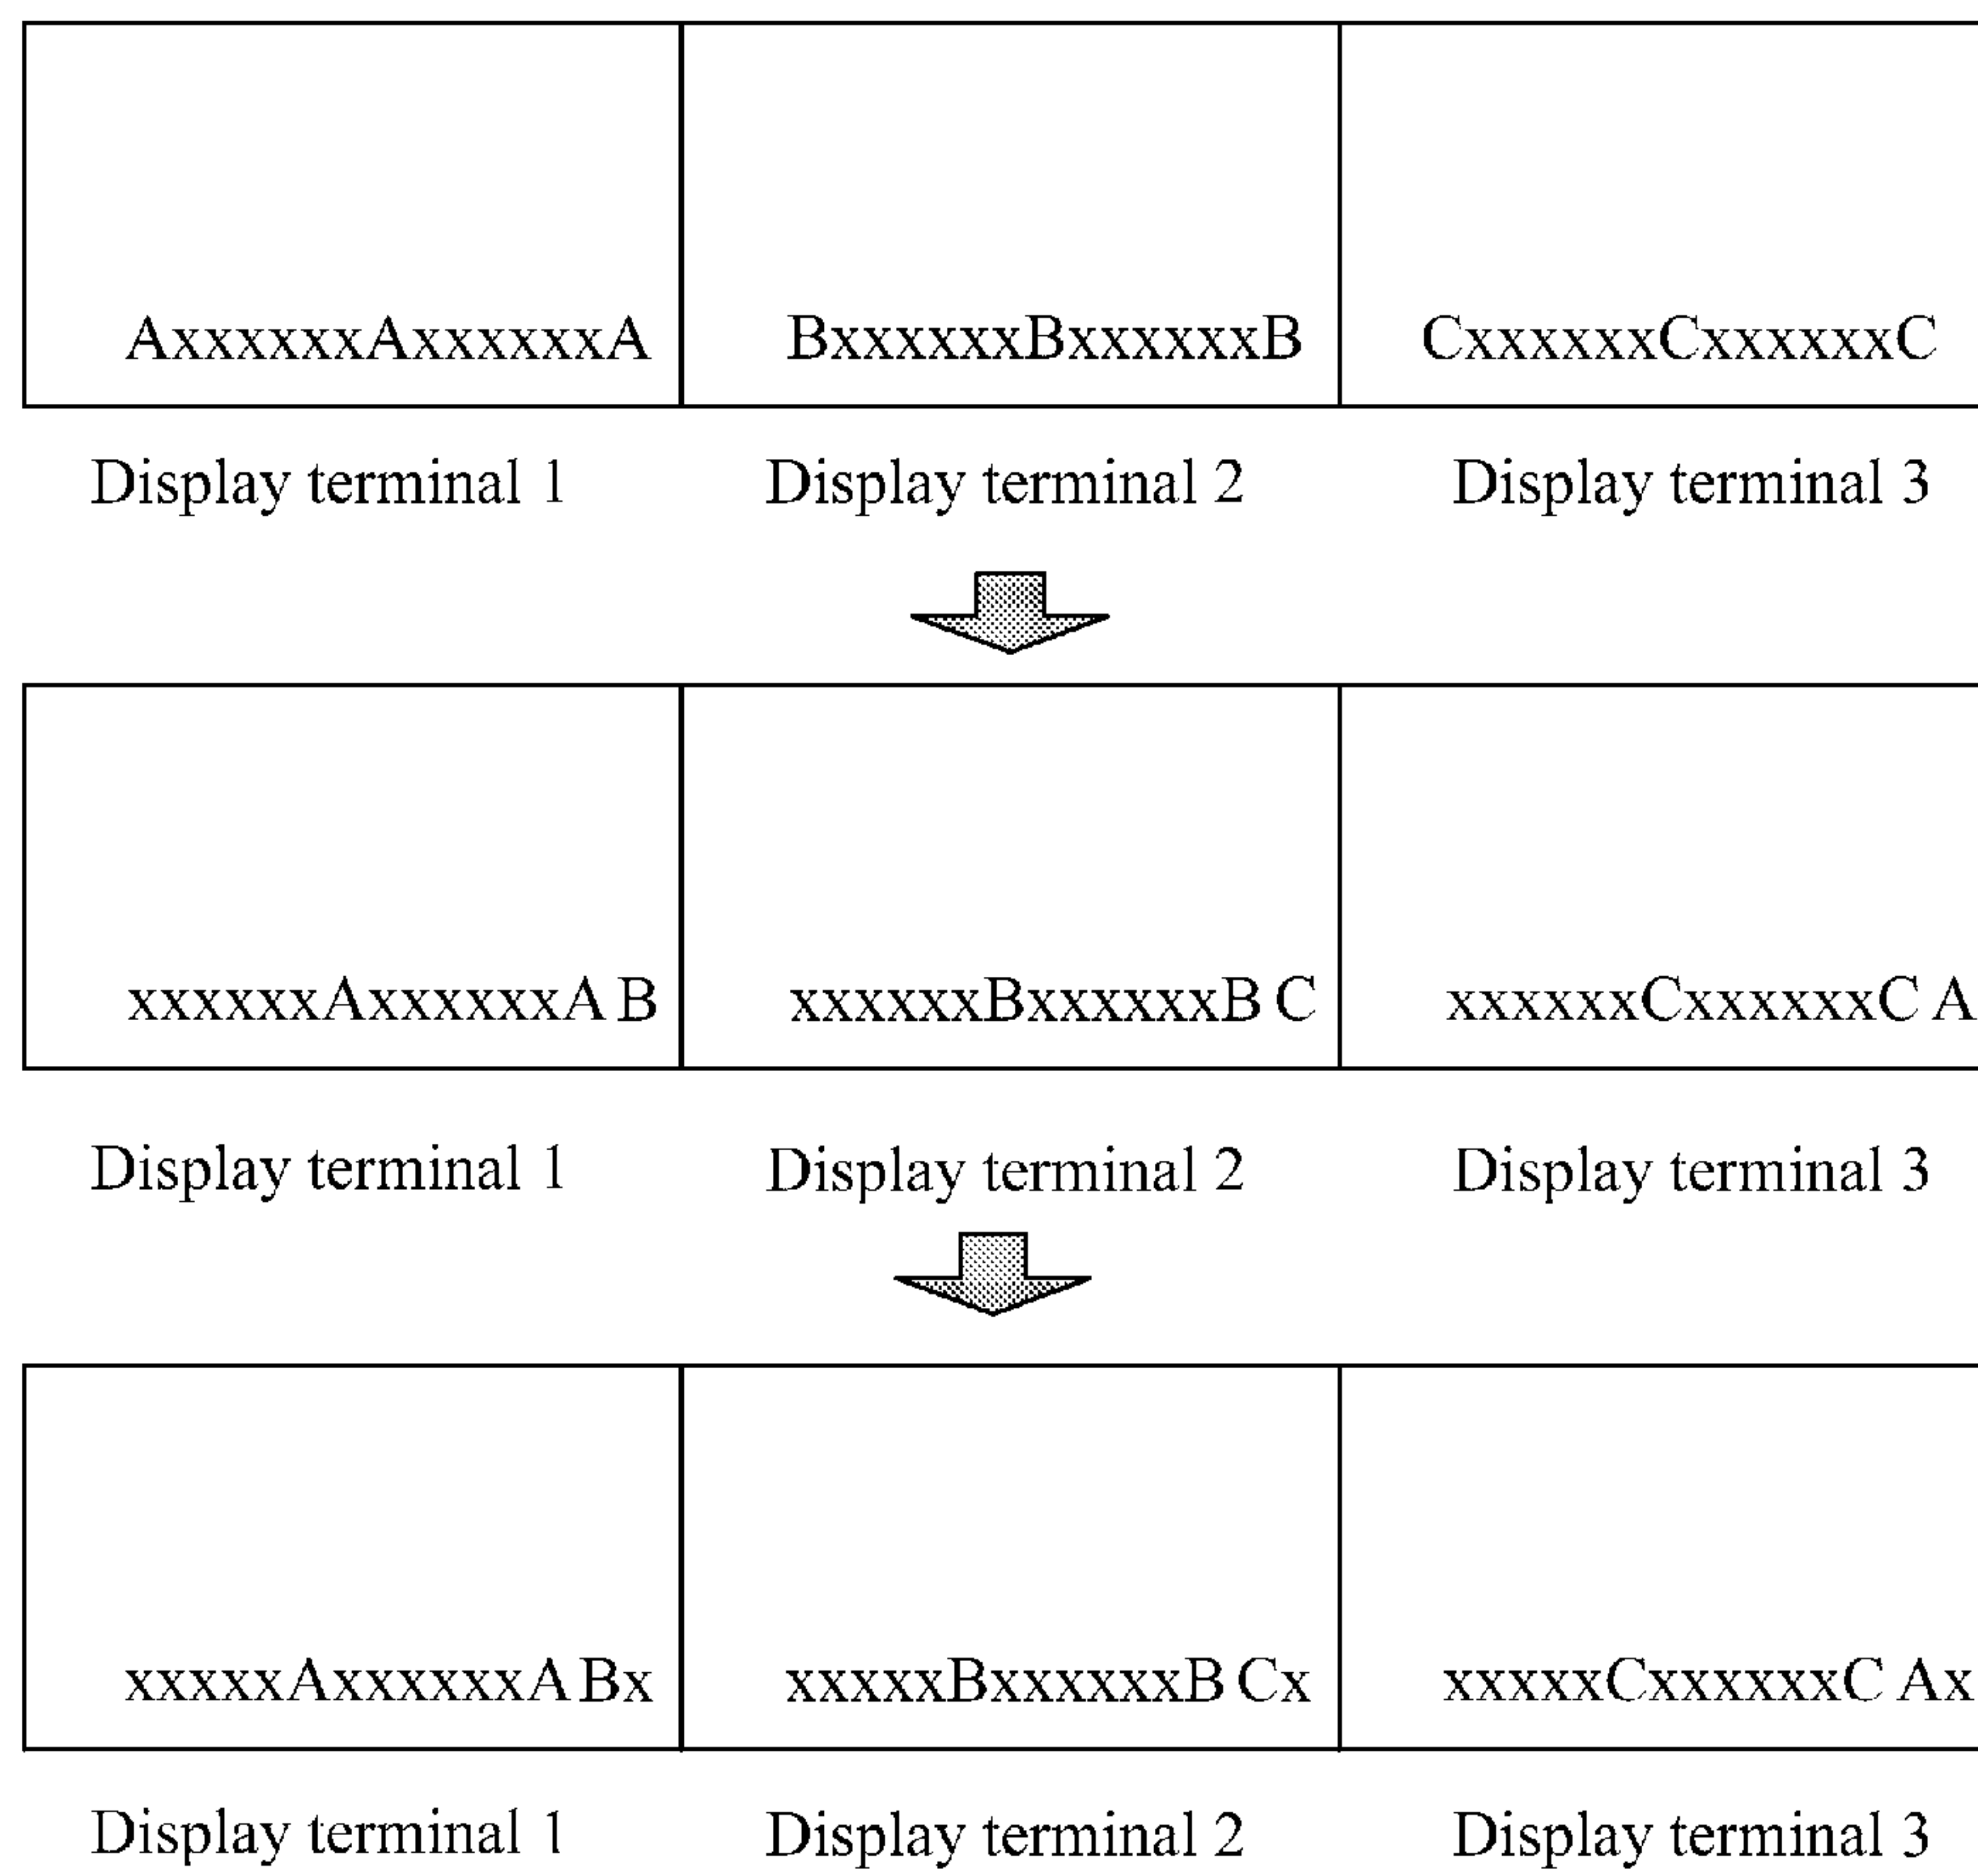 AxxxxxxAxxxxxxA BxxxxxxBxxxxxxB CxxxxxxCxxxxxxC
Display terminal 1 Display terminal 2 Display terminal 3
xxxxxxAxxxxxxA B xxxxxxBxxxxxxB C xxxxxxCxxxxxxC A
Display terminal 1 Display terminal 2 Display terminal 3
xxxxxAxxxxxxA Bx xxxxxBxxxxxxB Cx xxxxxCxxxxxxC Ax
Display terminal 1 Display terminal 2 Display terminal 3